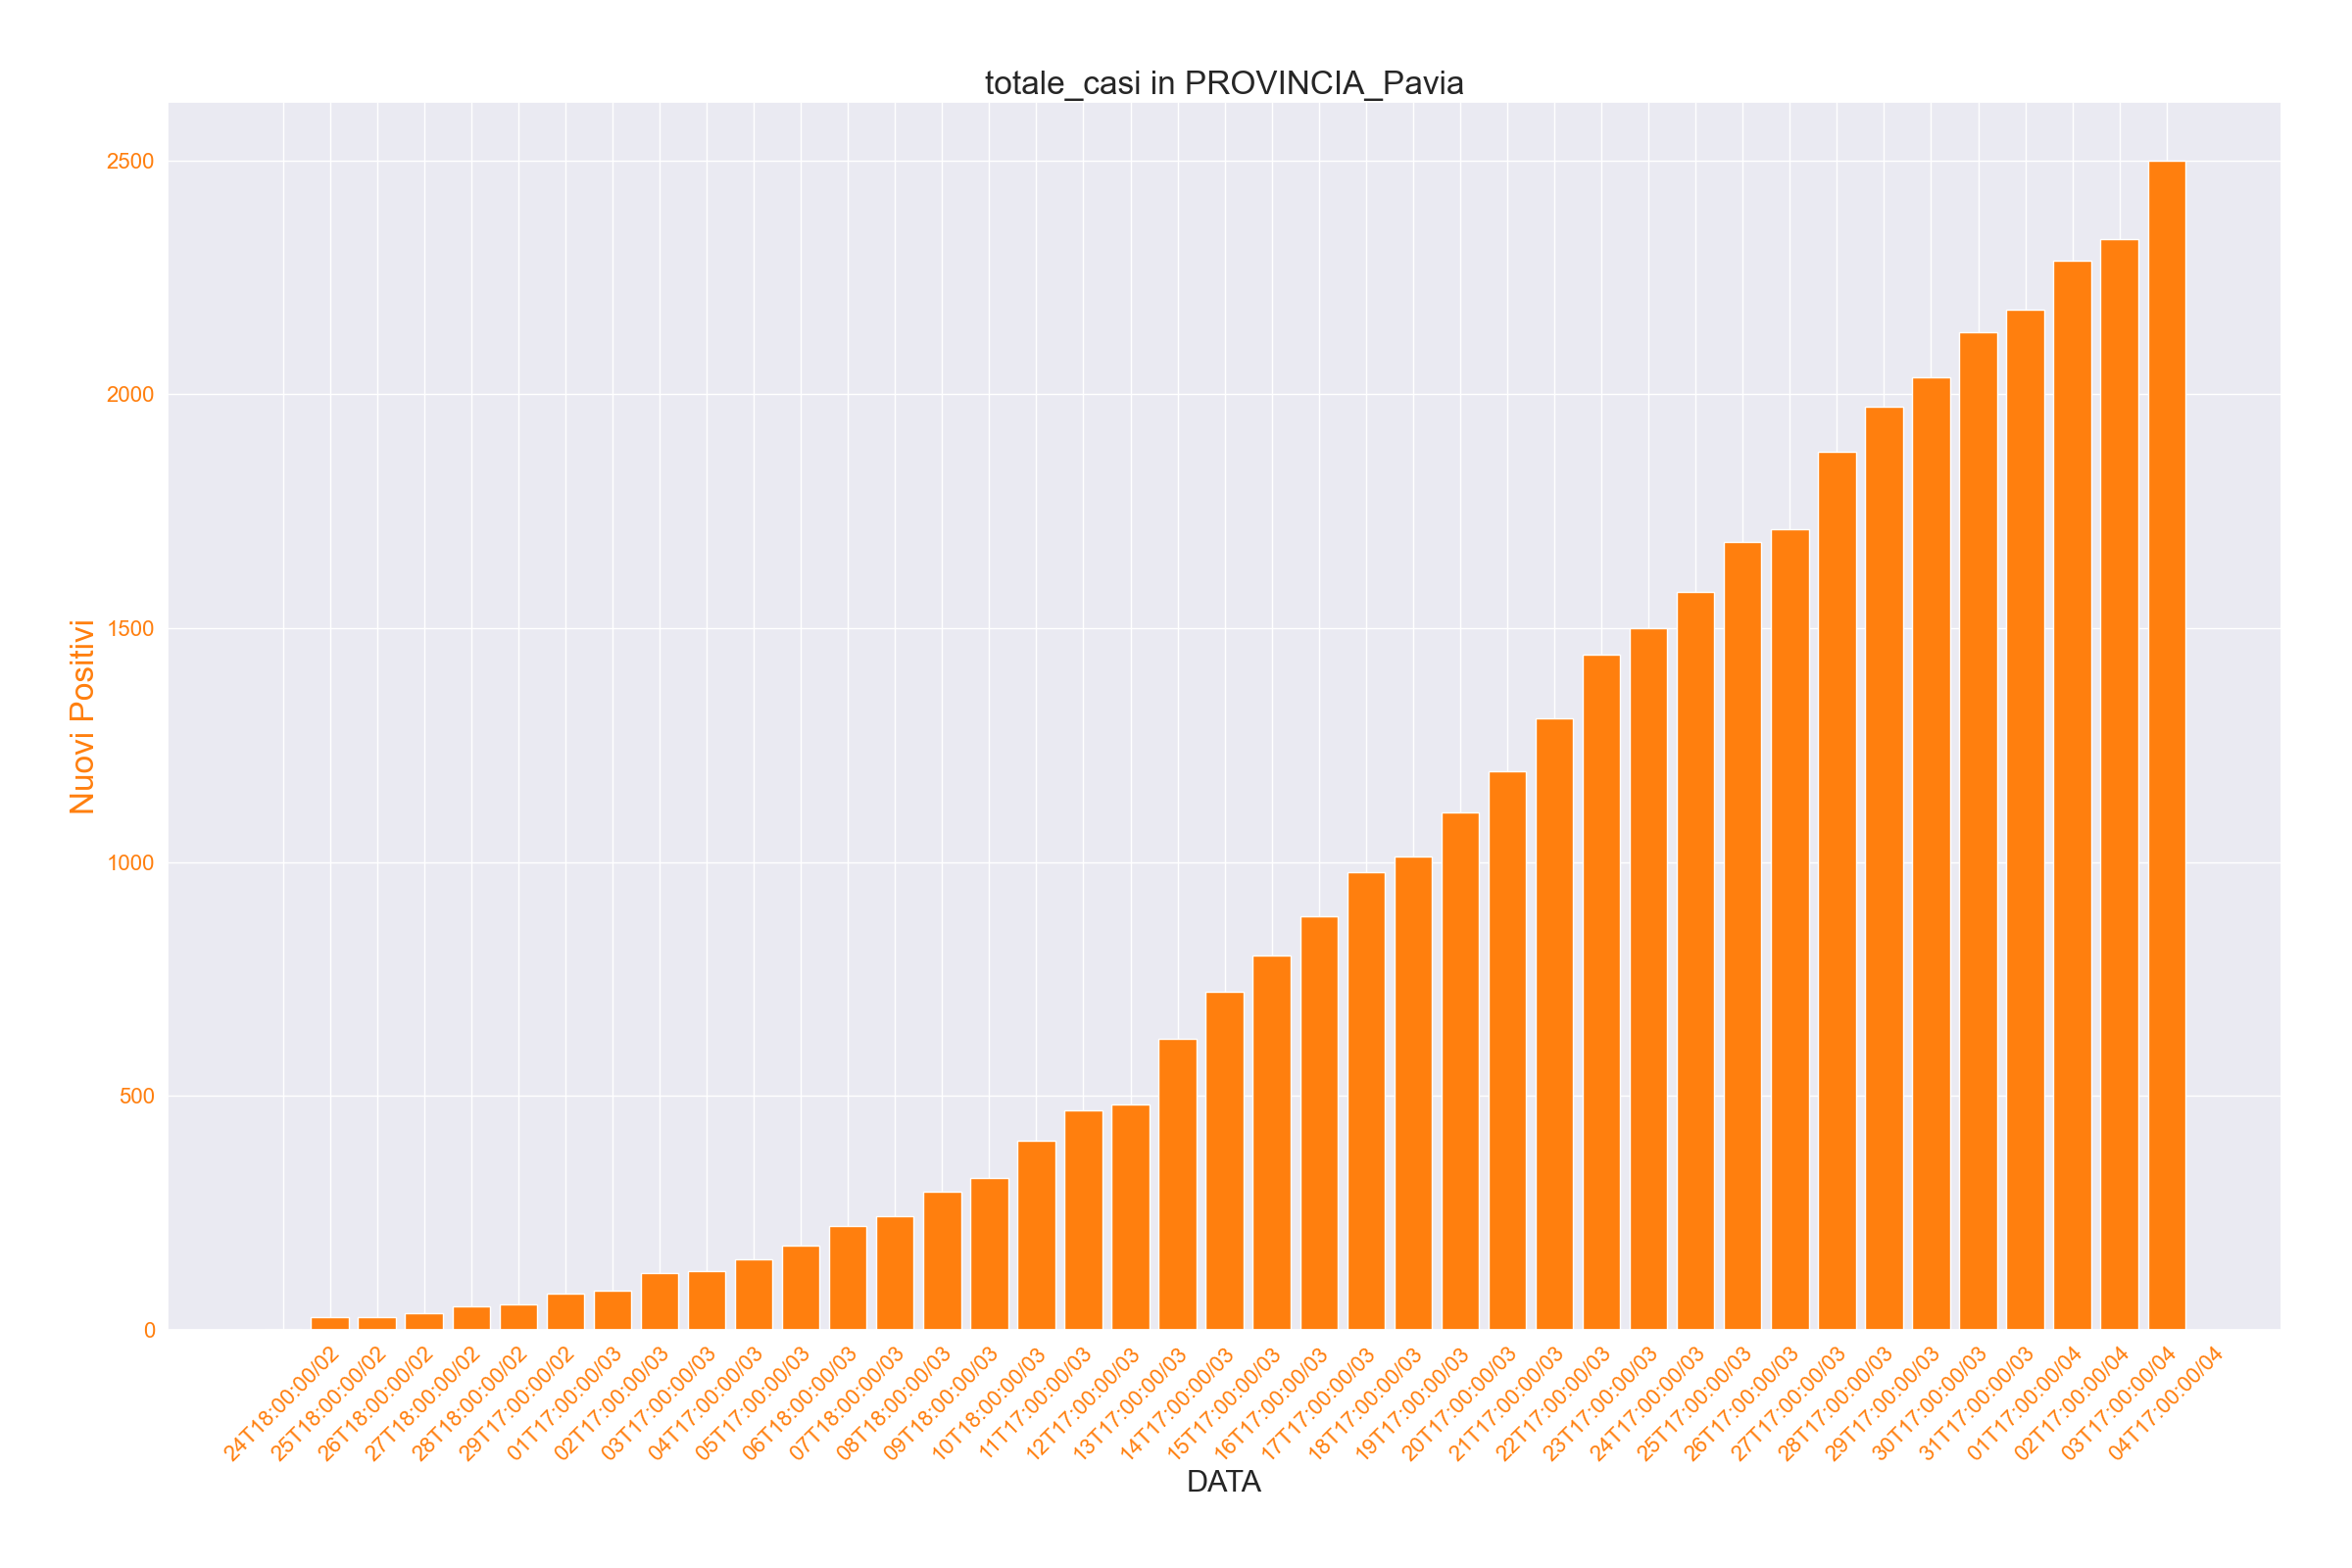 totale_casi in PROVINCIA_Pavia
2500
2000
1500
1000
500
0
Nuovi Positivi
24T18:00:00/02
25T18:00:00/02
26T18:00:00/02
27T18:00:00/02
28T18:00:00/02
29T17:00:00/02
01T17:00:00/03
02T17:00:00/03
03T17:00:00/03
04T17:00:00/03
05T17:00:00/03
06T18:00:00/03
07T18:00:00/03
08T18:00:00/03
09T18:00:00/03
10T18:00:00/03
11T17:00:00/03
12T17:00:00/03
13T17:00:00/03
14T17:00:00/03
15T17:00:00/03
16T17:00:00/03
17T17:00:00/03
18T17:00:00/03
19T17:00:00/03
20T17:00:00/03
21T17:00:00/03
22T17:00:00/03
23T17:00:00/03
24T17:00:00/03
25T17:00:00/03
26T17:00:00/03
27T17:00:00/03
28T17:00:00/03
29T17:00:00/03
30T17:00:00/03
31T17:00:00/03
01T17:00:00/04
02T17:00:00/04
03T17:00:00/04
04T17:00:00/04
DATA